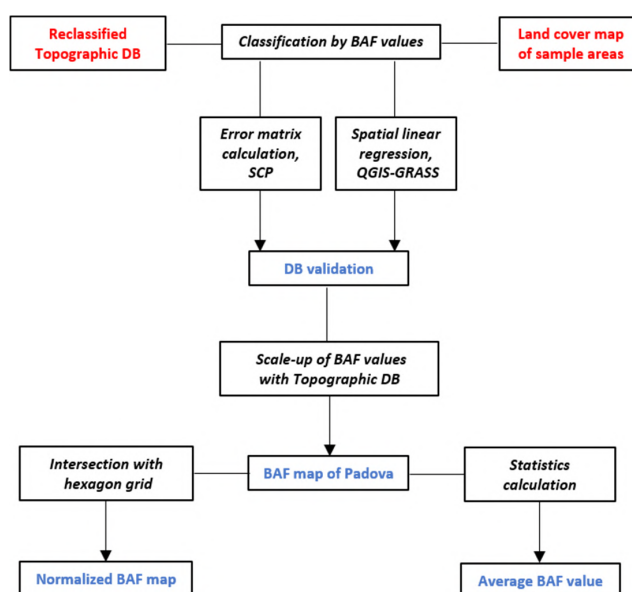 Reclassified
Topographic DB
Classification by BAF values
Land cover map
of sample areas
Error matrix
calculation,
SCP
Spatial linear
regression,
QGIS-GRASS
DB validation
Scale-up of BAF values
with Topographic DB
Intersection with
hexagon grid
BAF map of Padova
Statistics
calculation
Normalized BAF map
Average BAF value